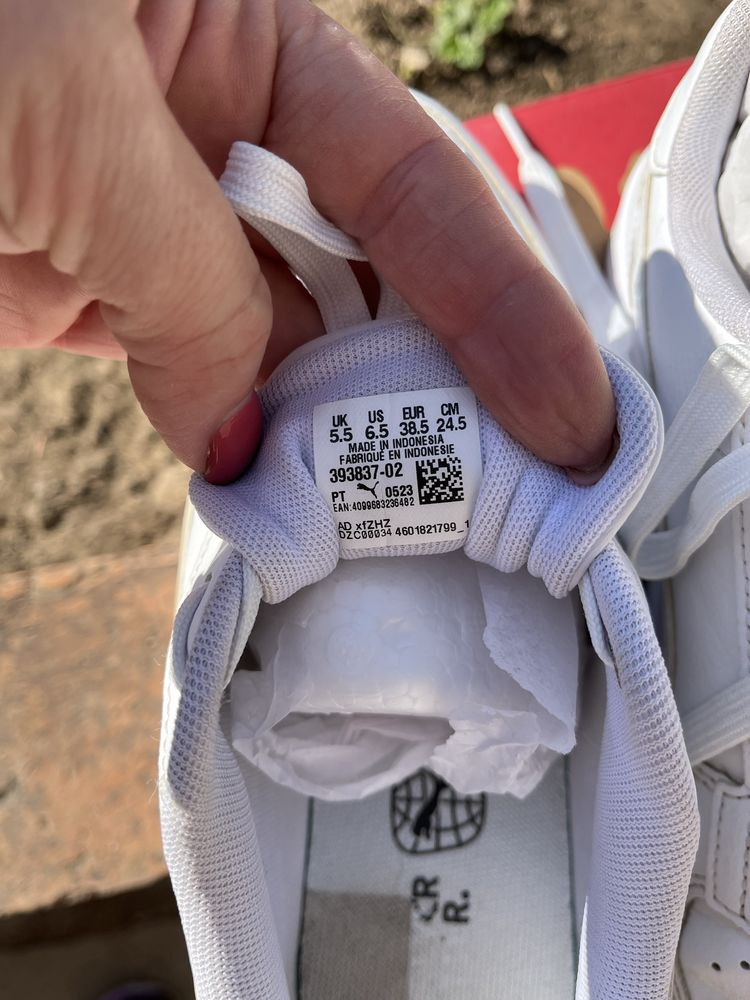 UK US EUR CM
5.5 6.5 38.5 24.5
MADE IN INDONESIA
FABRIQUÉ EN INDONESIE
393837-02
PT 0523
EAN:4099683236482
AD xfZHZ
DZC00034 4601821799_1
R.